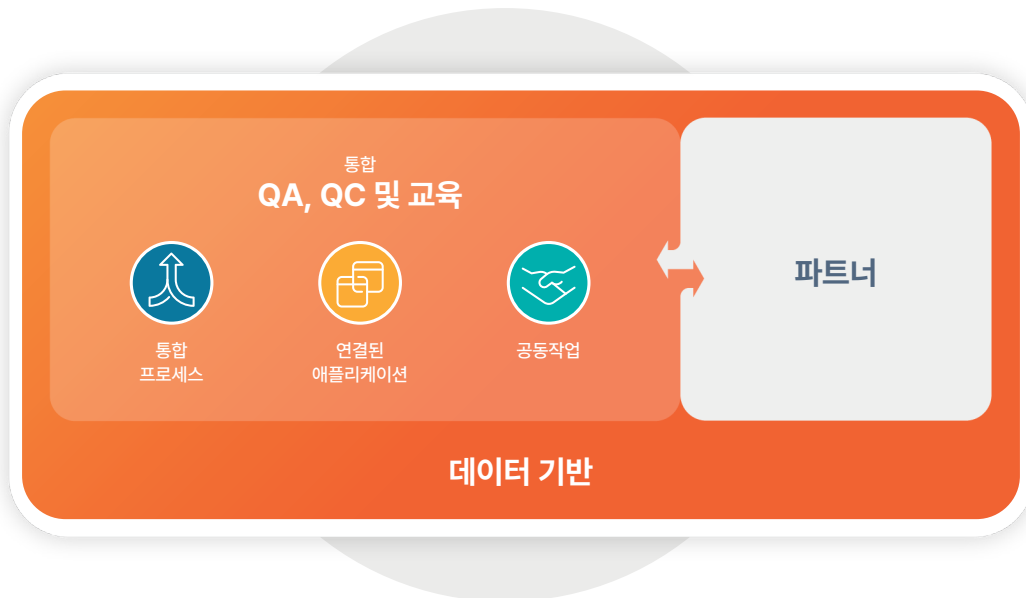 통합
QA, QC 및 교육
통합
프로세스
연결된
애플리케이션
공동작업
파트너
데이터 기반